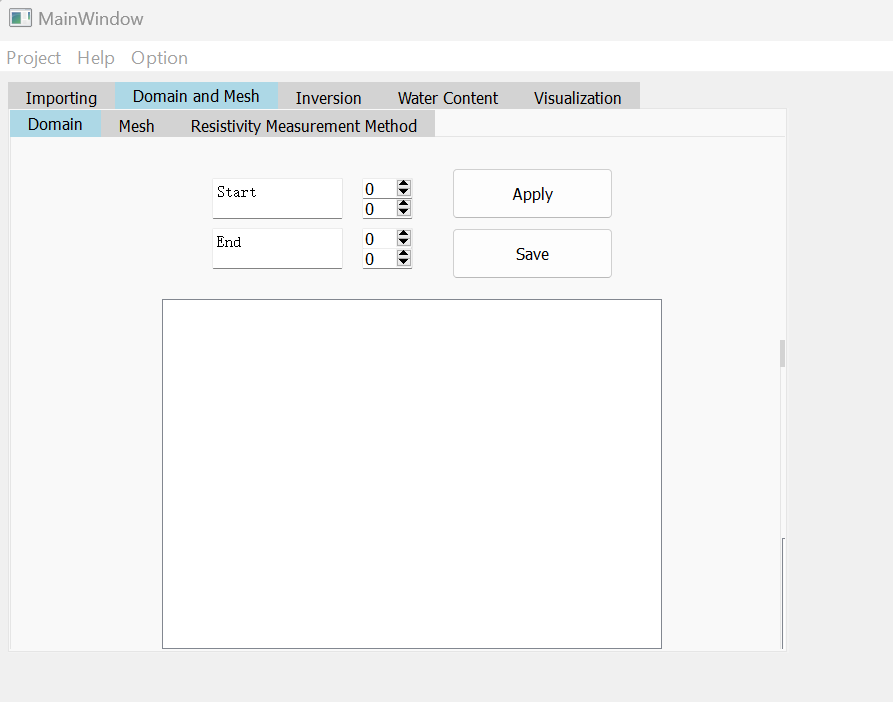 MainWindow
Project Help Option
Importing Domain and Mesh Inversion Water Content Visualization
Domain Mesh Resistivity Measurement Method
Start 0 Apply
0
End 0 Save
0